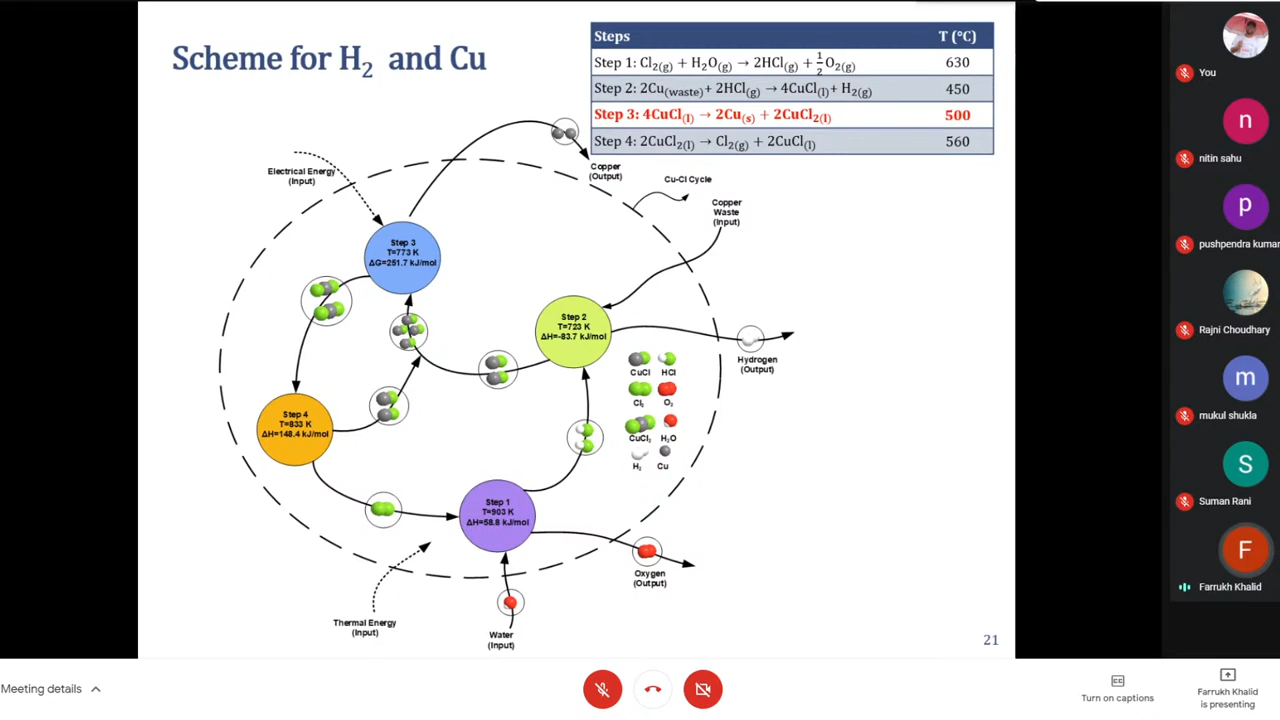 Scheme for H₂ and Cu
Steps T (°C)
Step 1: Cl₂(g) + H₂O(g) → 2HCl(g) + ½O₂(g) 630
Step 2: 2Cu(waste)+ 2HCl(g) → 4CuCl(l)+ H₂(g) 450
Step 3: 4CuCl(l) → 2Cu(s) + 2CuCl₂(l) 500
Step 4: 2CuCl₂(l) → Cl₂(g) + 2CuCl(l) 560
Electrical Energy
(Input)
Copper
(Output)
Cu-Cl Cycle
Copper
Waste
(Input)
Step 3
T=773 K
ΔG=251.7 kJ/mol
Step 2
T=723 K
ΔH=-83.7 kJ/mol
Hydrogen
(Output)
CuCl HCl
Cl₂ O₂
CuCl₂ H₂O
H₂ Cu
Step 4
T=833 K
ΔH=148.4 kJ/mol
Step 1
T=903 K
ΔH=58.8 kJ/mol
Oxygen
(Output)
Thermal Energy
(Input)
Water
(Input)
21
You
n
nitin sahu
p
pushpendra kumar
Rajni Choudhary
m
mukul shukla
S
Suman Rani
F
Farrukh Khalid
Meeting details
CC
Turn on captions
Farrukh Khalid
is presenting